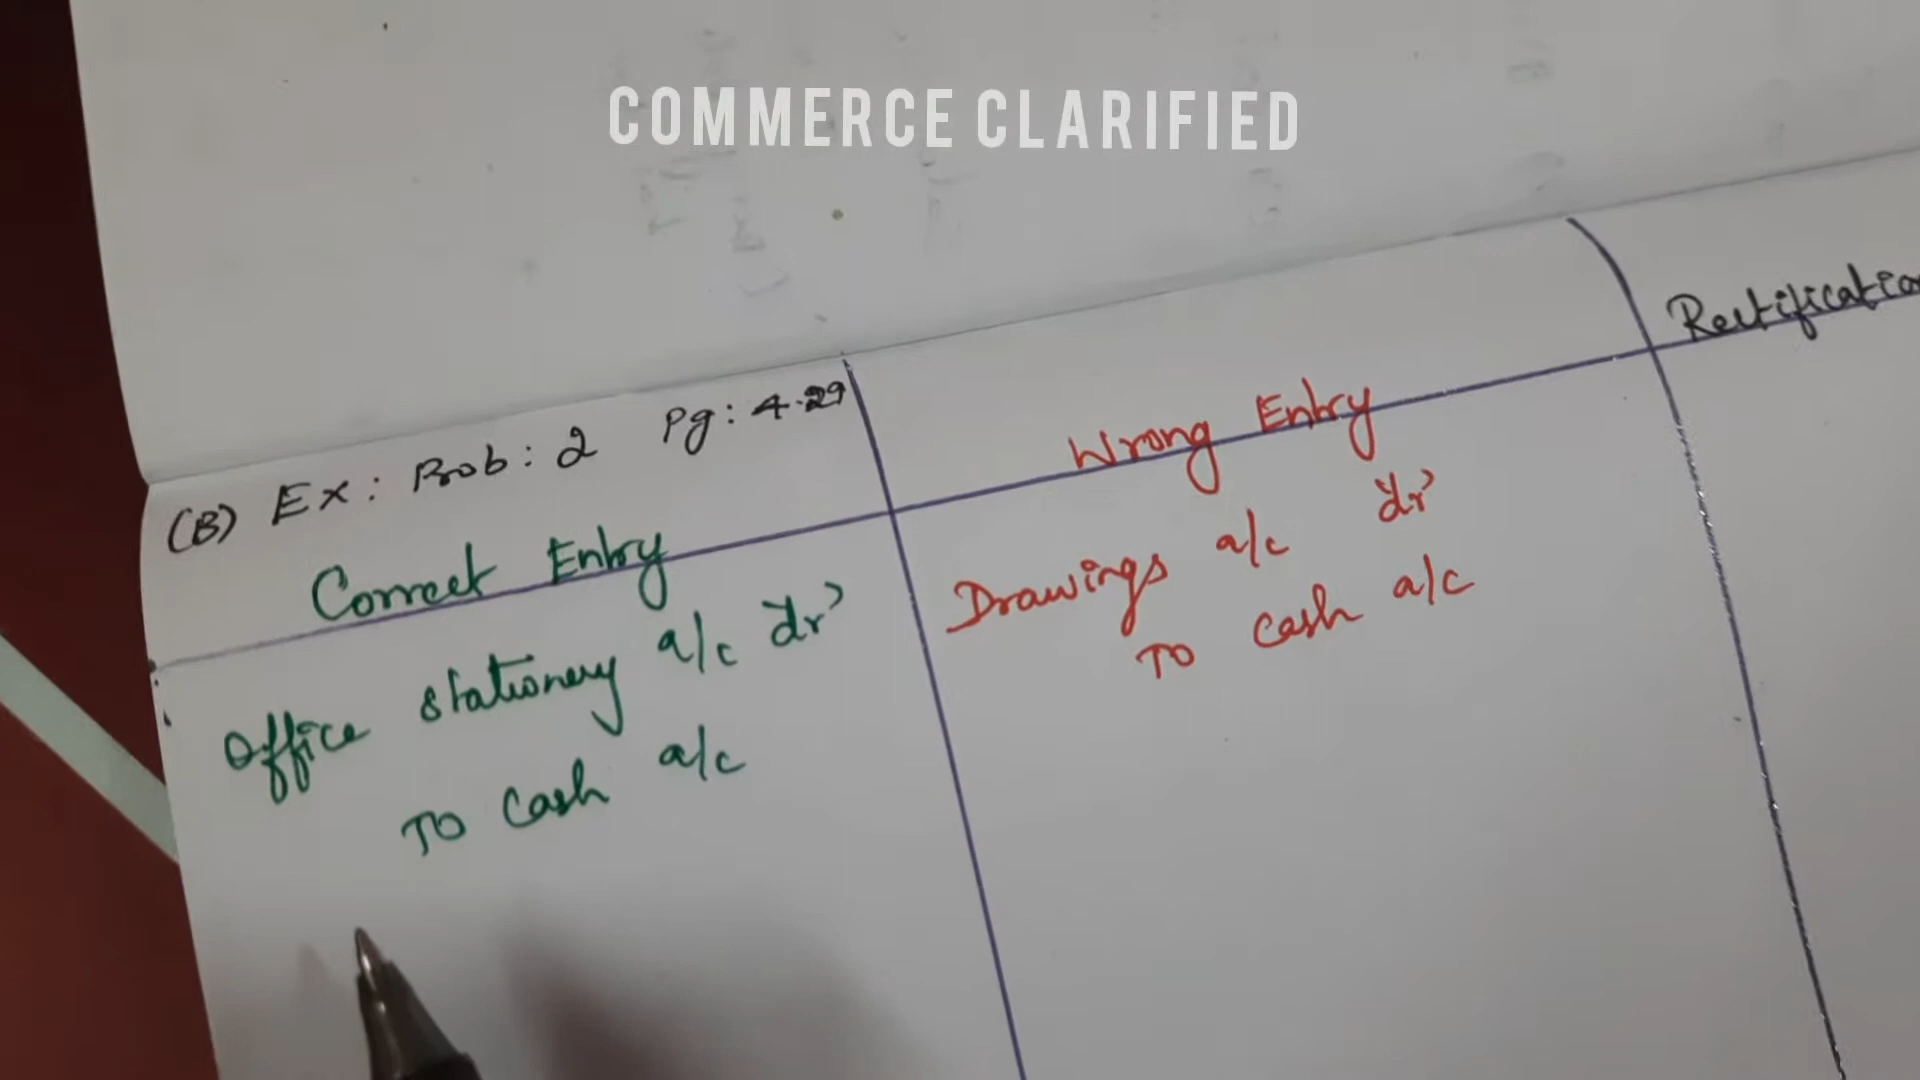 COMMERCE CLARIFIED
(B) Ex: Prob: 2 Pg: 4.29
Correct Entry
Office stationery a/c dr
TO Cash a/c
Wrong Entry
Drawings a/c dr
TO Cash a/c
Rectification